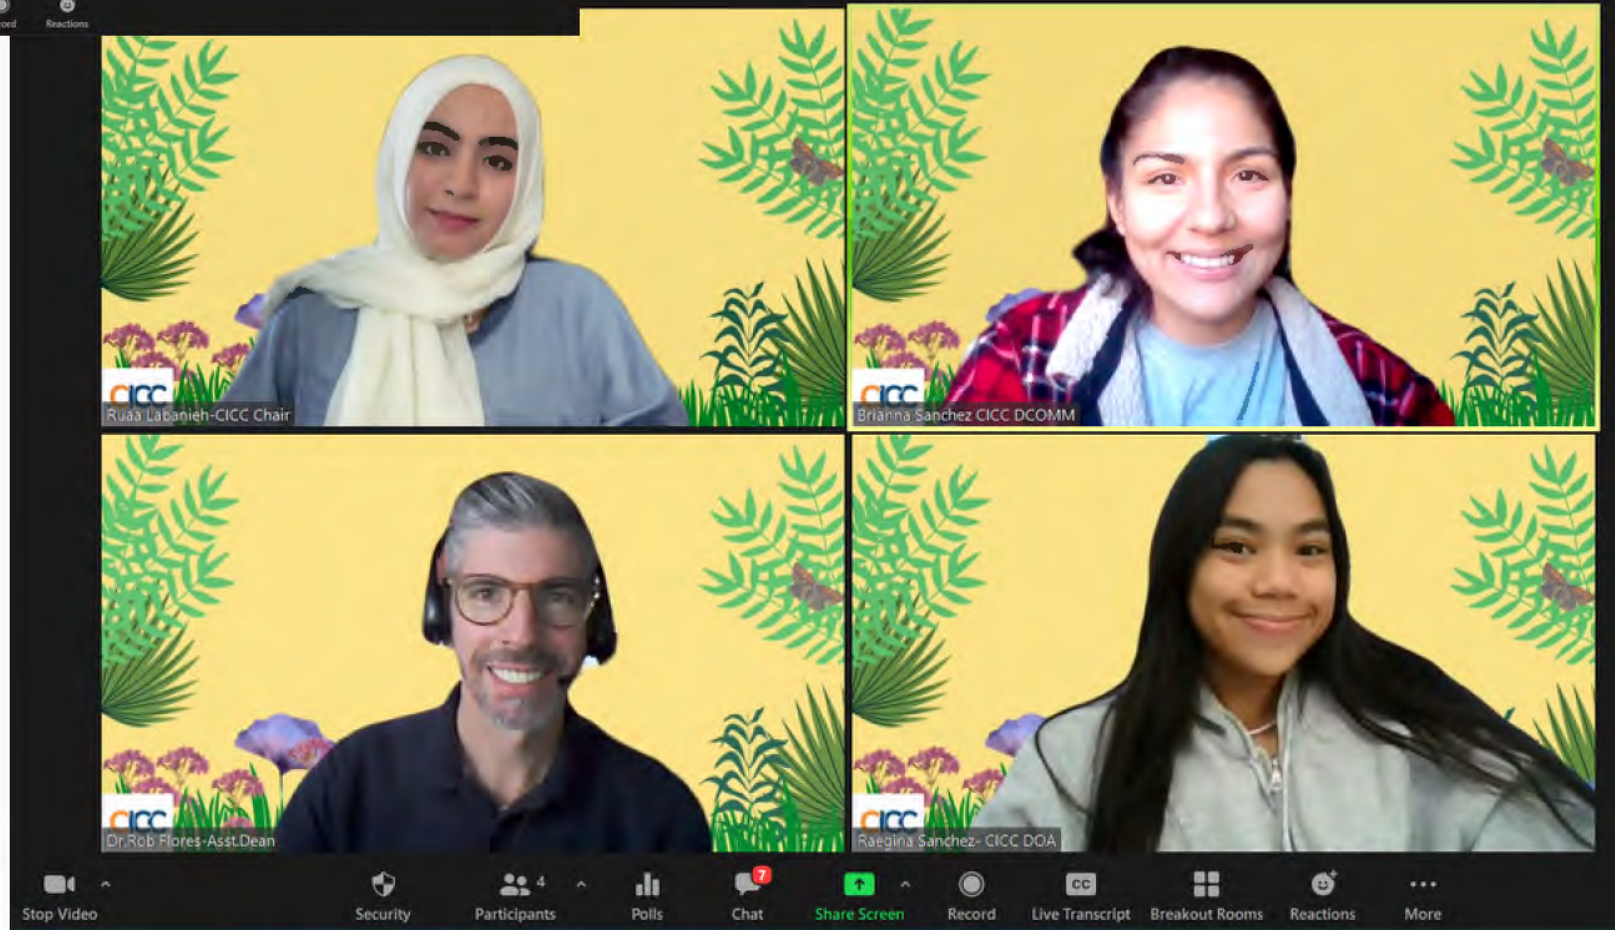 Reactions
CICC
Ruaa Labanieh-CICC Chair
CICC
Brianna Sanchez CICC DCOMM
CICC
Dr.Rob Flores-Asst.Dean
CICC
Raegina Sanchez- CICC DOA
4
7
CC
Stop Video
Security
Participants
Polls
Chat
Share Screen
Record
Live Transcript
Breakout Rooms
Reactions
More